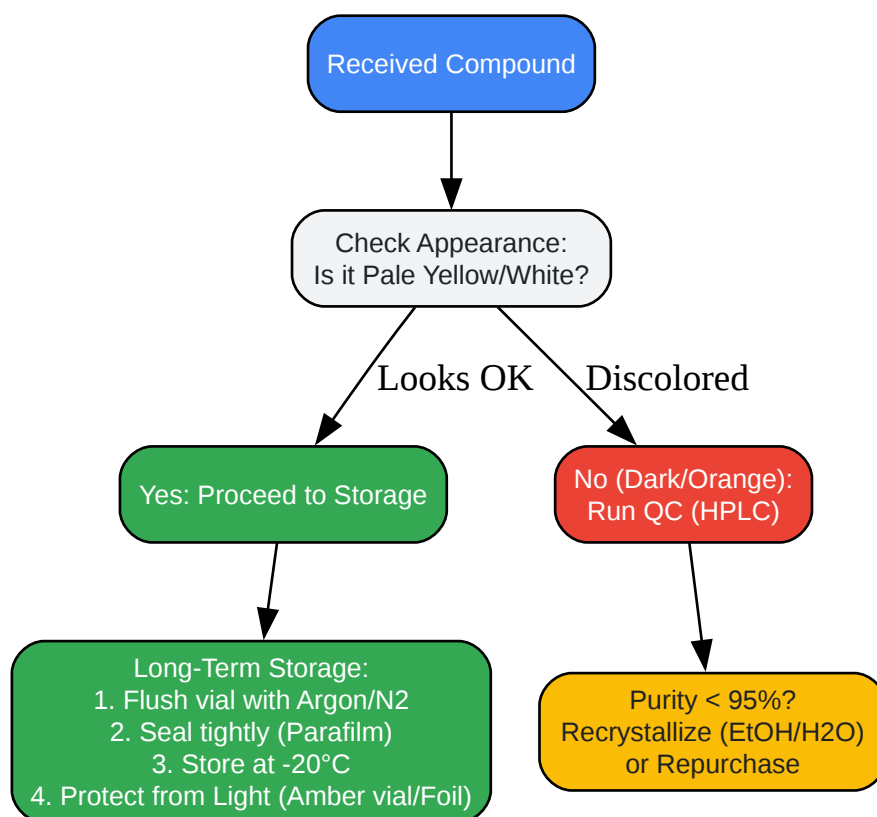 Received Compound
Check Appearance:
Is it Pale Yellow/White?
Looks OK
Discolored
Yes: Proceed to Storage
No (Dark/Orange):
Run QC (HPLC)
Long-Term Storage:
1. Flush vial with Argon/N2
2. Seal tightly (Parafilm)
3. Store at -20°C
4. Protect from Light (Amber vial/Foil)
Purity < 95%?
Recrystallize (EtOH/H2O)
or Repurchase